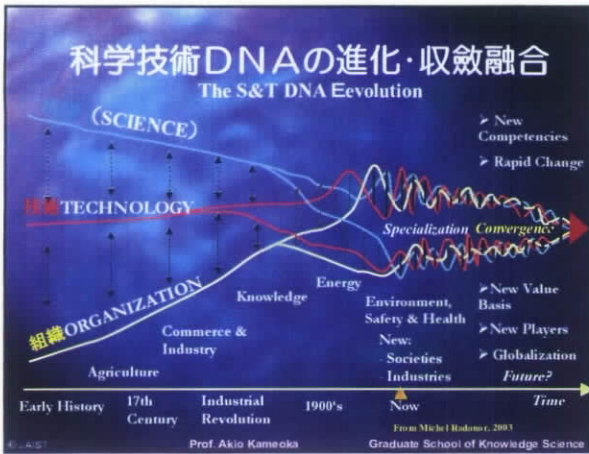 科学技術DNAの進化・収斂融合
The S&T DNA Eevolution
(SCIENCE)
➢ New
Competencies
➢ Rapid Change
技術TECHNOLOGY
Specialization Convergence
組織ORGANIZATION
Knowledge
Energy
Commerce &
Industry
Agriculture
Environment,
Safety & Health
New:
- Societies
- Industries
➢ New Value
Basis
➢ New Players
➢ Globalization
Future?
Early History
17th
Century
Industrial
Revolution
1900's
Now
Time
From Michel Radonor, 2003
© JAIST
Prof. Akio Kameoka
Graduate School of Knowledge Science